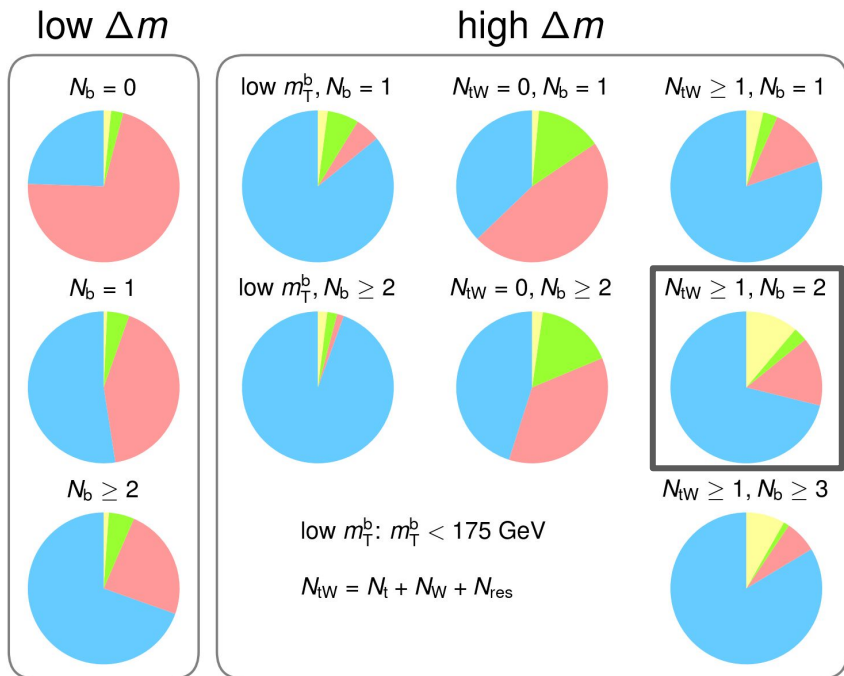 low Δm
high Δm
N_b = 0
low m_T^b, N_b = 1
N_tW = 0, N_b = 1
N_tW ≥ 1, N_b = 1
N_b = 1
low m_T^b, N_b ≥ 2
N_tW = 0, N_b ≥ 2
N_tW ≥ 1, N_b = 2
N_b ≥ 2
N_tW ≥ 1, N_b ≥ 3
low m_T^b: m_T^b < 175 GeV
N_tW = N_t + N_W + N_res